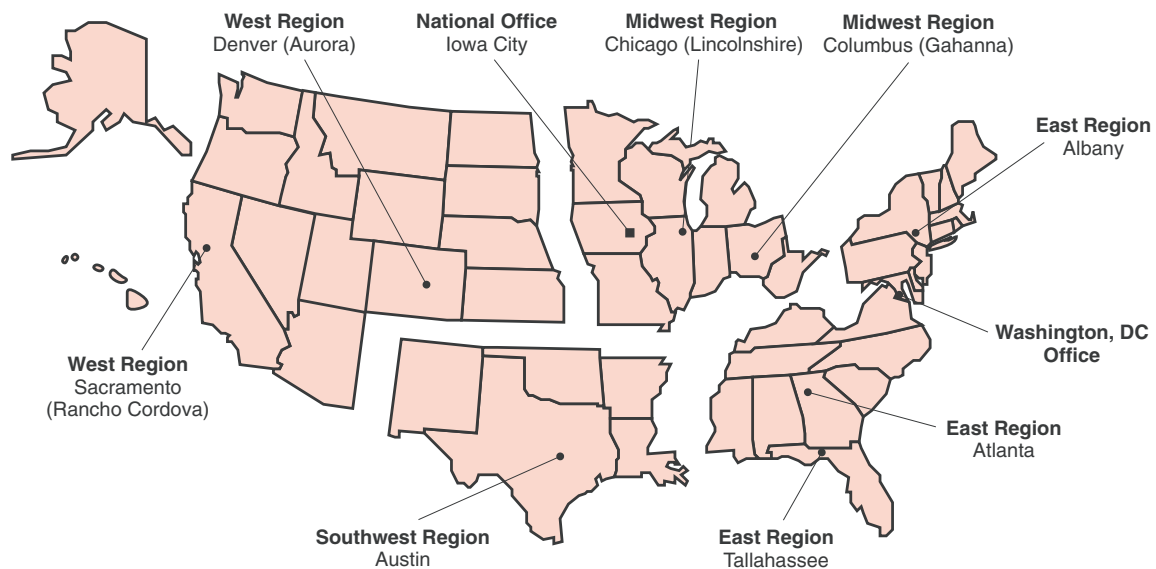 West Region
Denver (Aurora)
National Office
Iowa City
Midwest Region
Chicago (Lincolnshire)
Midwest Region
Columbus (Gahanna)
East Region
Albany
Washington, DC
Office
West Region
Sacramento
(Rancho Cordova)
East Region
Atlanta
Southwest Region
Austin
East Region
Tallahassee